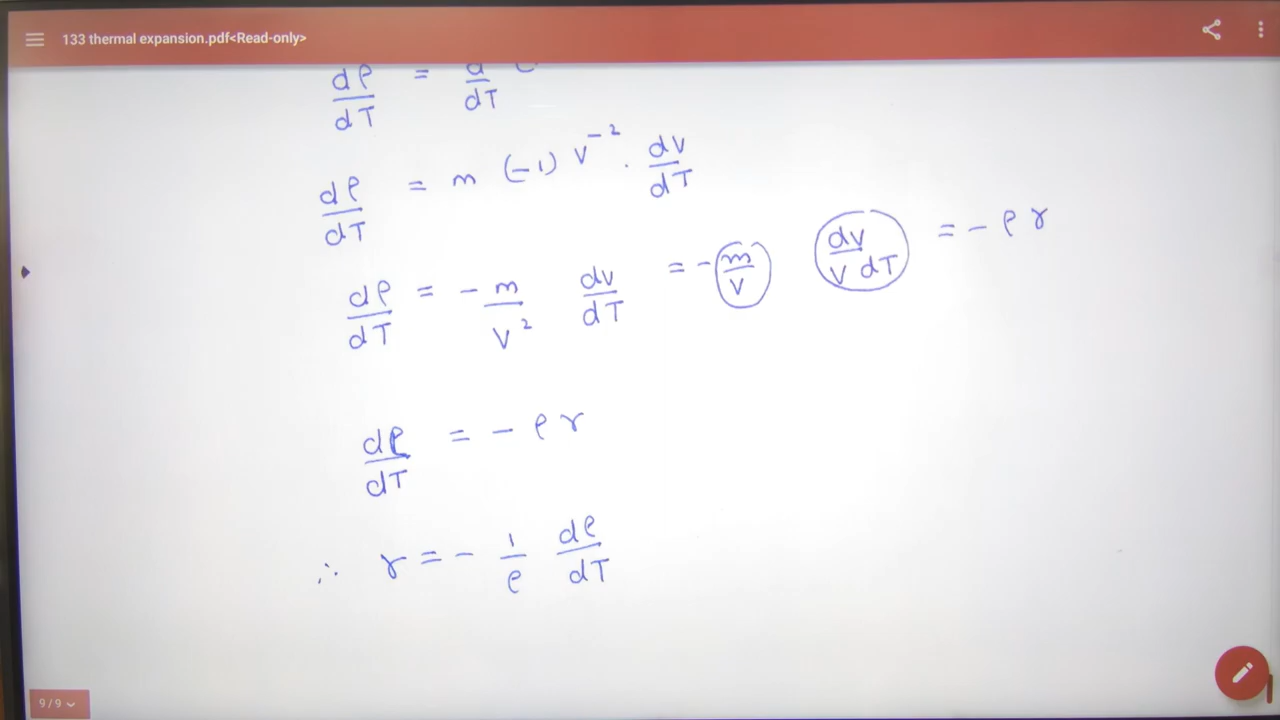 133 thermal expansion.pdf<Read-only>
dρ/dT = d/dT
dρ/dT = m (-1) V⁻² · dV/dT
dρ/dT = - m/V² dV/dT = - m/V dV/V dT = - ρ γ
dρ/dT = - ρ γ
∴ γ = - 1/ρ dρ/dT
9/9